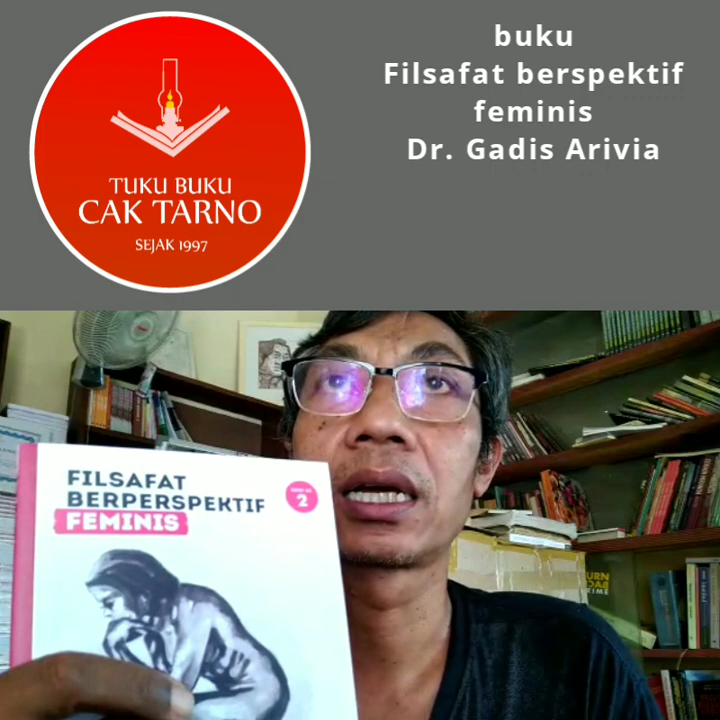 buku
Filsafat berspektif
feminis
Dr. Gadis Arivia
TUKU BUKU
CAK TARNO
SEJAK 1997
FILSAFAT
BERPERSPEKTIF
FEMINIS
2